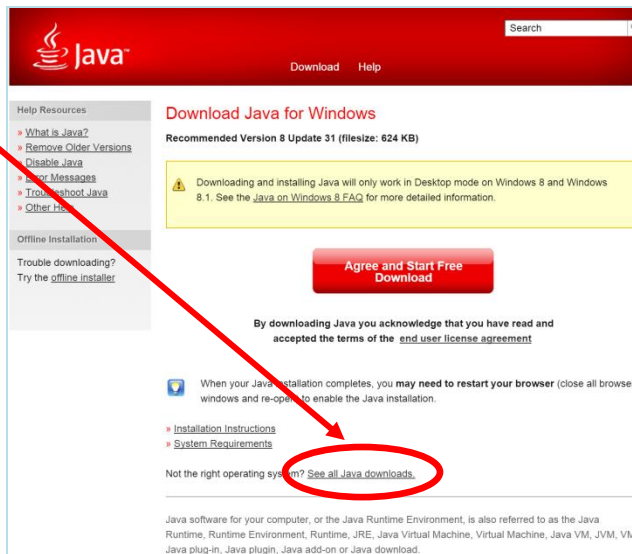 Java™
Search
Download Help
Help Resources
» What is Java?
» Remove Older Versions
» Disable Java
» Error Messages
» Troubleshoot Java
» Other Help
Offline Installation
Trouble downloading?
Try the offline installer
Download Java for Windows
Recommended Version 8 Update 31 (filesize: 624 KB)
Downloading and installing Java will only work in Desktop mode on Windows 8 and Windows
8.1. See the Java on Windows 8 FAQ for more detailed information.
Agree and Start Free
Download
By downloading Java you acknowledge that you have read and
accepted the terms of the end user license agreement
When your Java installation completes, you may need to restart your browser (close all browse
windows and re-open) to enable the Java installation.
» Installation Instructions
» System Requirements
Not the right operating system? See all Java downloads.
Java software for your computer, or the Java Runtime Environment, is also referred to as the Java
Runtime, Runtime Environment, Runtime, JRE, Java Virtual Machine, Virtual Machine, Java VM, JVM, VM
Java plug-in, Java plugin, Java add-on or Java download.